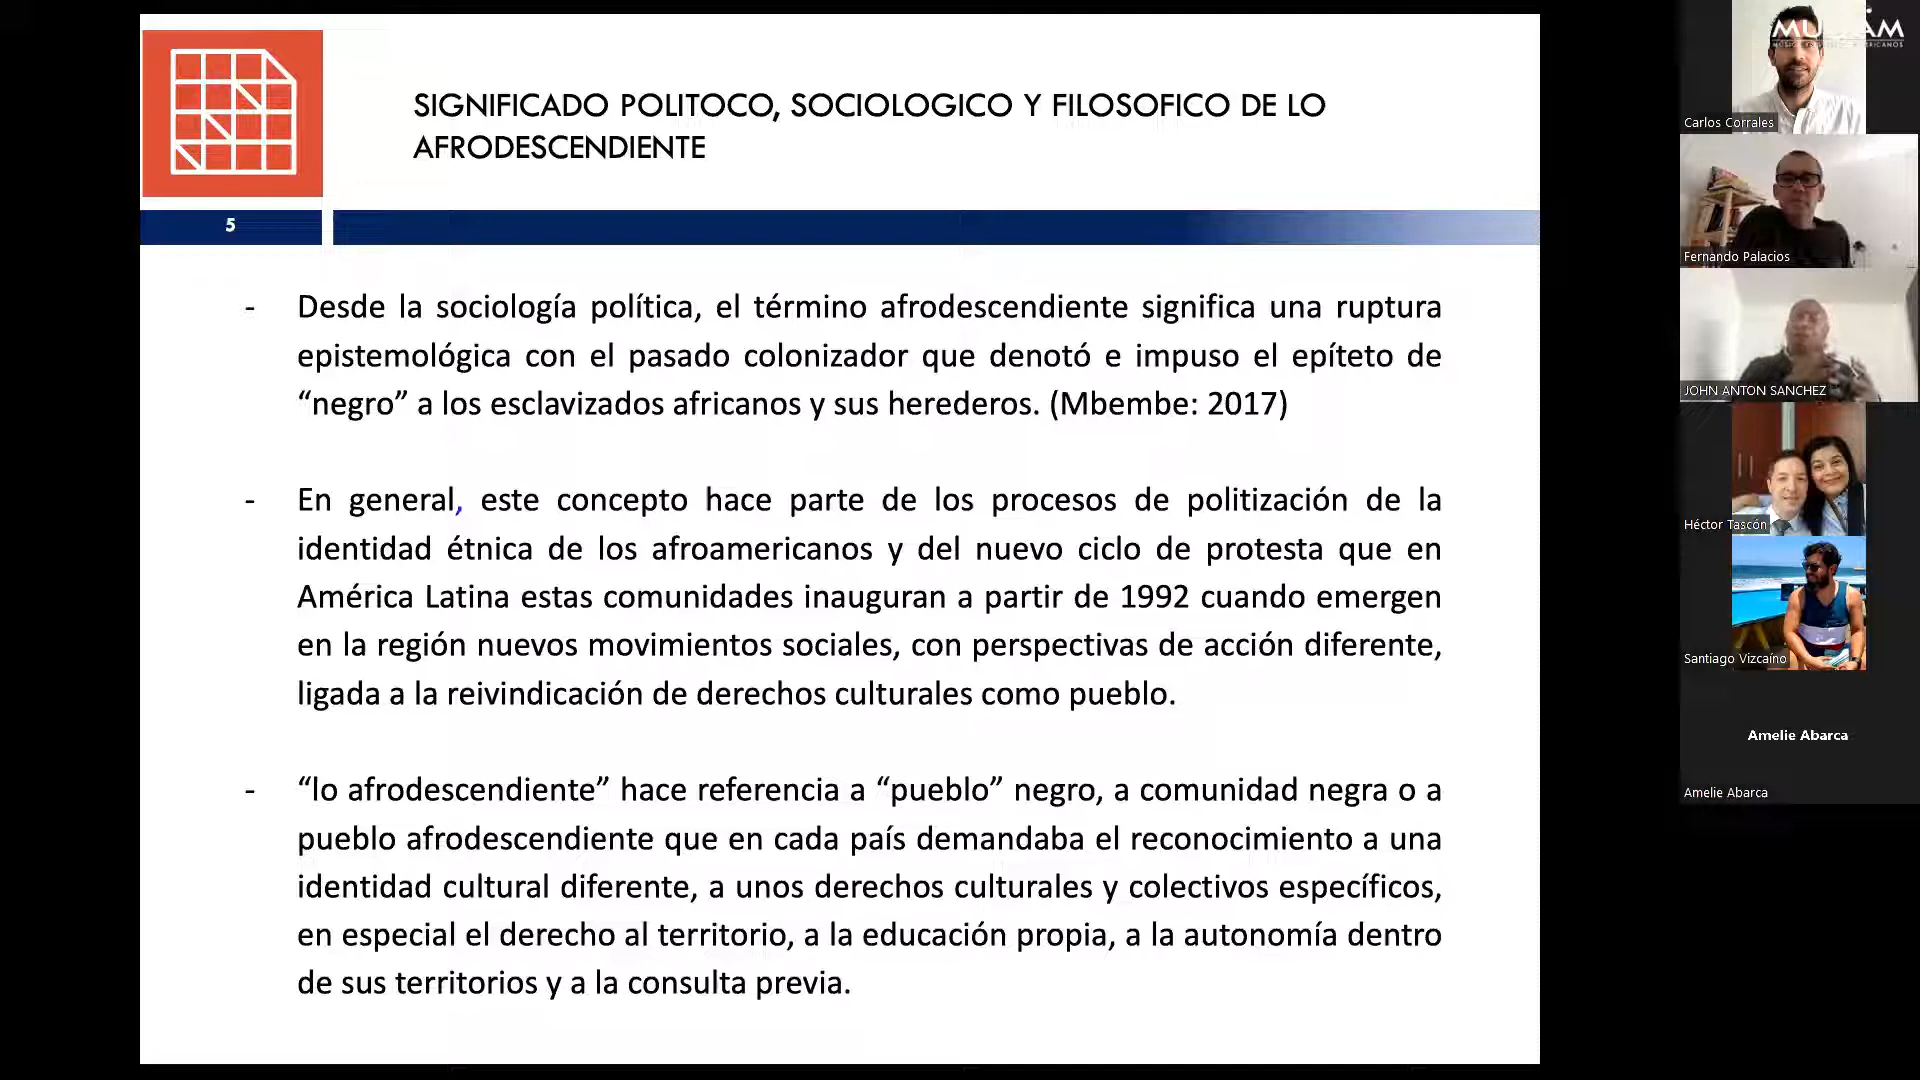 SIGNIFICADO POLITOCO, SOCIOLOGICO Y FILOSOFICO DE LO
AFRODESCENDIENTE
5
- Desde la sociología política, el término afrodescendiente significa una ruptura
epistemológica con el pasado colonizador que denotó e impuso el epíteto de
“negro” a los esclavizados africanos y sus herederos. (Mbembe: 2017)
- En general, este concepto hace parte de los procesos de politización de la
identidad étnica de los afroamericanos y del nuevo ciclo de protesta que en
América Latina estas comunidades inauguran a partir de 1992 cuando emergen
en la región nuevos movimientos sociales, con perspectivas de acción diferente,
ligada a la reivindicación de derechos culturales como pueblo.
- “lo afrodescendiente” hace referencia a “pueblo” negro, a comunidad negra o a
pueblo afrodescendiente que en cada país demandaba el reconocimiento a una
identidad cultural diferente, a unos derechos culturales y colectivos específicos,
en especial el derecho al territorio, a la educación propia, a la autonomía dentro
de sus territorios y a la consulta previa.
Carlos Corrales
Fernando Palacios
JOHN ANTON SANCHEZ
Héctor Tascón
Santiago Vizcaíno
Amelie Abarca
Amelie Abarca